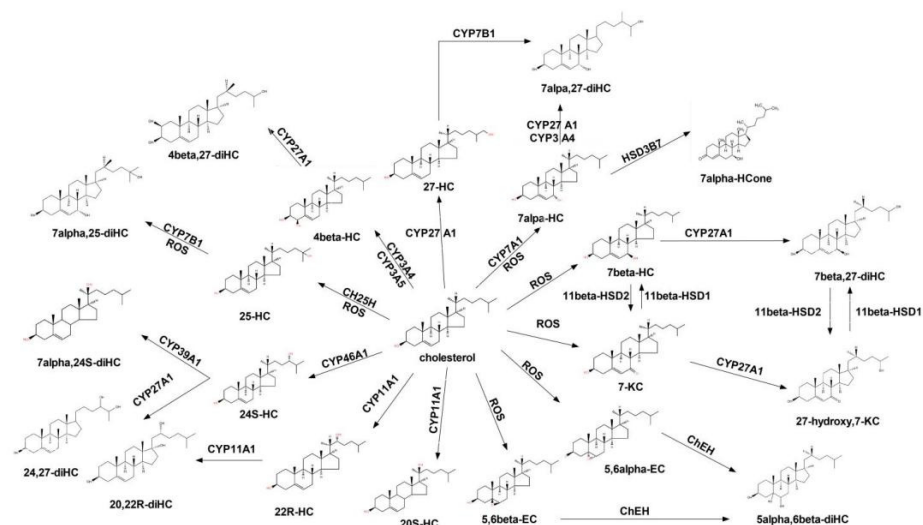 CYP7B1
7alpa,27-diHC
CYP27A1
4beta,27-diHC
CYP27 A1
CYP3 A4
HSD3B7
7alpha-HCone
27-HC
7alpa-HC
4beta-HC
7alpha,25-diHC
CYP7B1
ROS
CYP3A4
CYP3A5
CYP27 A1
CYP7A1
ROS
7beta-HC
CYP27A1
7beta,27-diHC
25-HC
CH25H
ROS
ROS
11beta-HSD2
11beta-HSD1
11beta-HSD2
11beta-HSD1
7alpha,24S-diHC
CYP39A1
CYP46A1
cholesterol
ROS
7-KC
CYP27A1
27-hydroxy,7-KC
CYP27A1
24S-HC
CYP11A1
CYP11A1
ROS
ROS
24,27-diHC
20,22R-diHC
CYP11A1
22R-HC
20S-HC
5,6beta-EC
5,6alpha-EC
ChEH
ChEH
5alpha,6beta-diHC